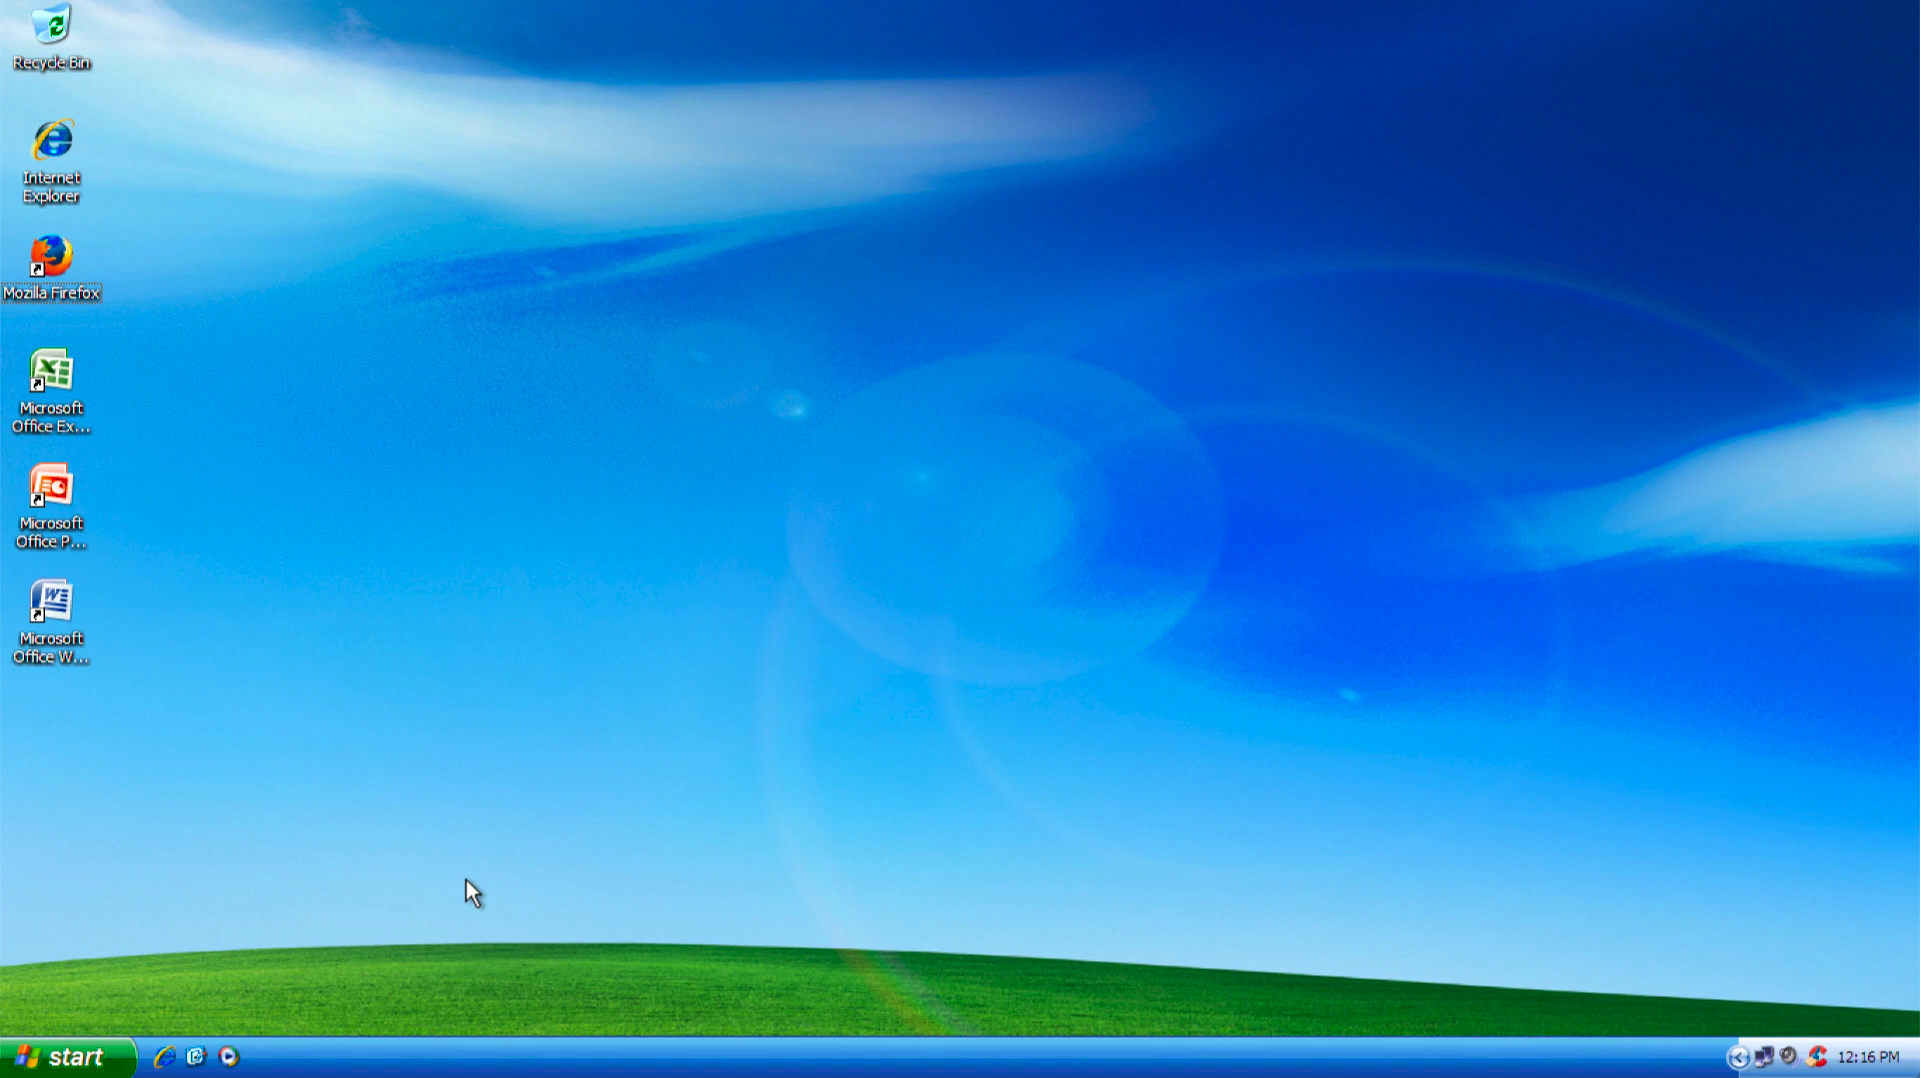 Recycle Bin
Internet
Explorer
Mozilla Firefox
Microsoft
Office Ex...
Microsoft
Office P...
Microsoft
Office W...
start
12:16 PM